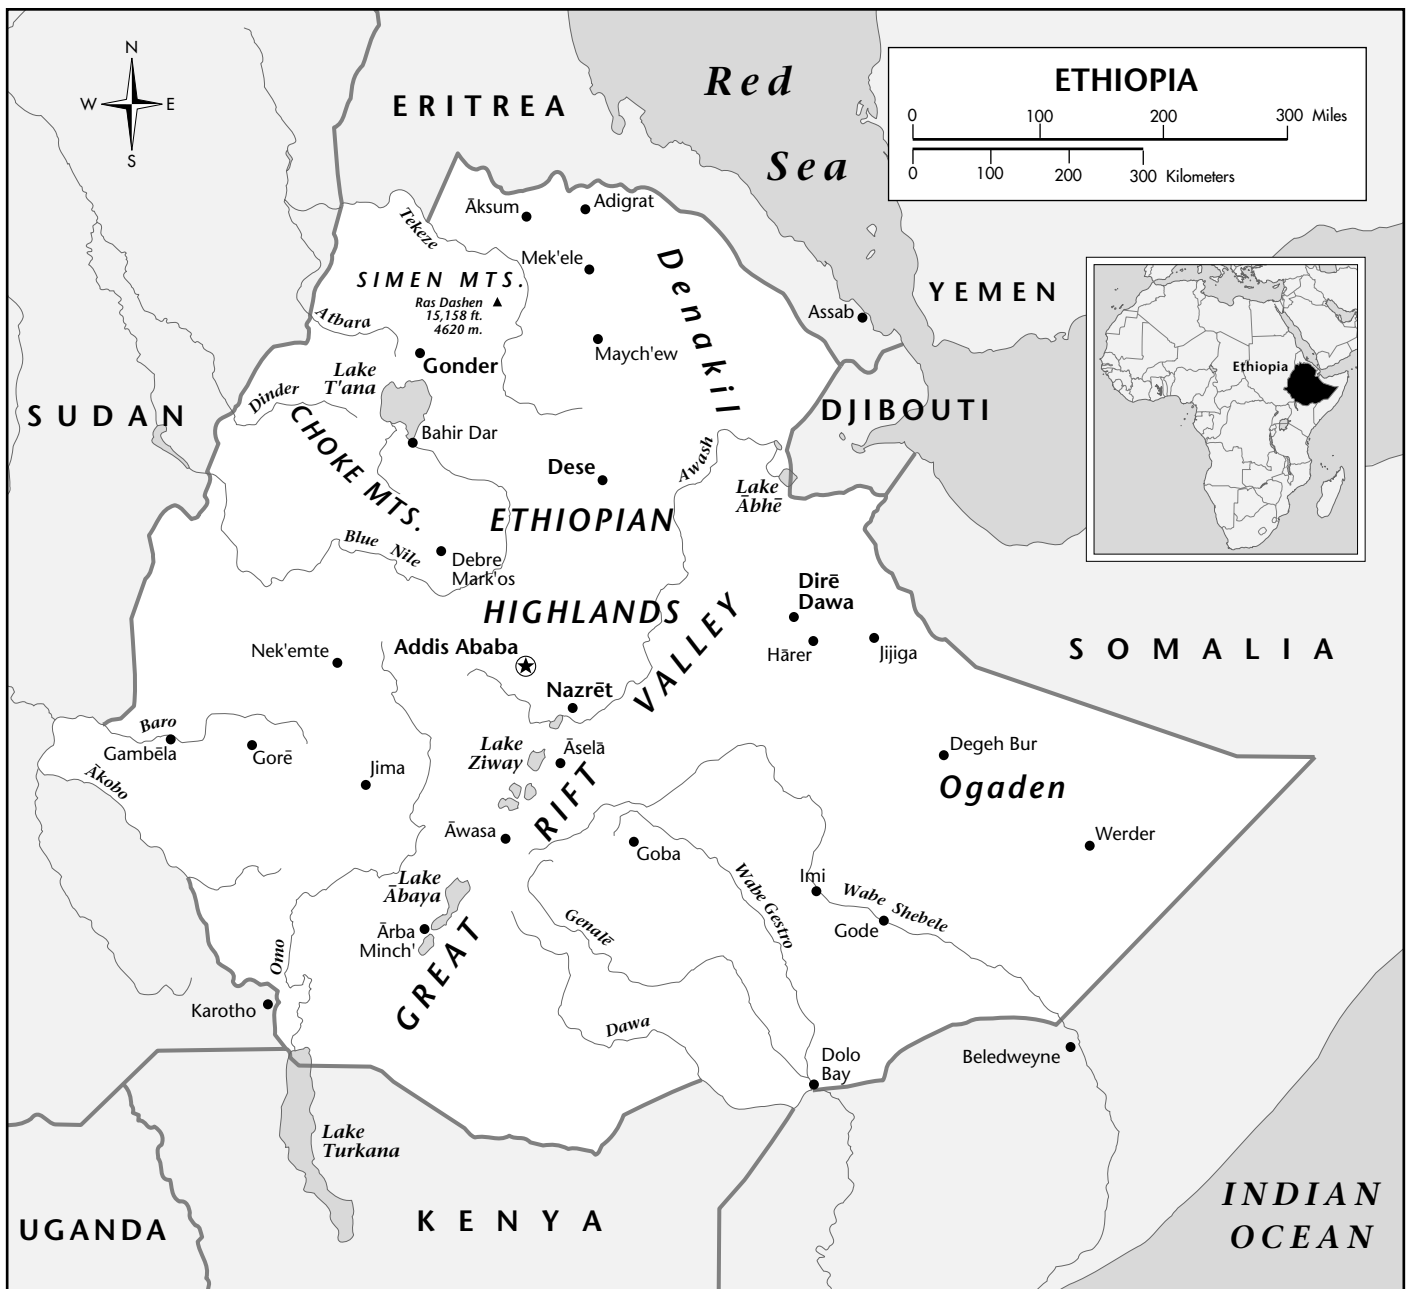 N
W E
S
ERITREA
Red
Sea
ETHIOPIA
0 100 200 300 Miles
0 100 200 300 Kilometers
Āksum
Adigrat
Tekeze
Mek'ele
SIMEN MTS.
Ras Dashen
15,158 ft.
4620 m.
Denakil
YEMEN
Assab
Atbara
Maych'ew
Gonder
Lake
T'ana
Ethiopia
Dinder
SUDAN
DJIBOUTI
CHOKE MTS.
Bahir Dar
Awash
Dese
Lake
Ābhē
ETHIOPIAN
Blue Nile
Debre
Mark'os
Dirē
Dawa
HIGHLANDS
Addis Ababa
Nek'emte
Hārer
Jijiga
SOMALIA
VALLEY
Nazrēt
Baro
Gambēla
Gorē
Lake
Ziway
Āselā
Degeh Bur
Ākobo
Jima
RIFT
Ogaden
Āwasa
Goba
Werder
Lake
Ābaya
Imi
Wabe Gestro
Wabe Shebele
Genalē
Gode
Ārba
Minch'
GREAT
Omo
Karotho
Dawa
Dolo
Bay
Beledweyne
Lake
Turkana
UGANDA
KENYA
INDIAN
OCEAN